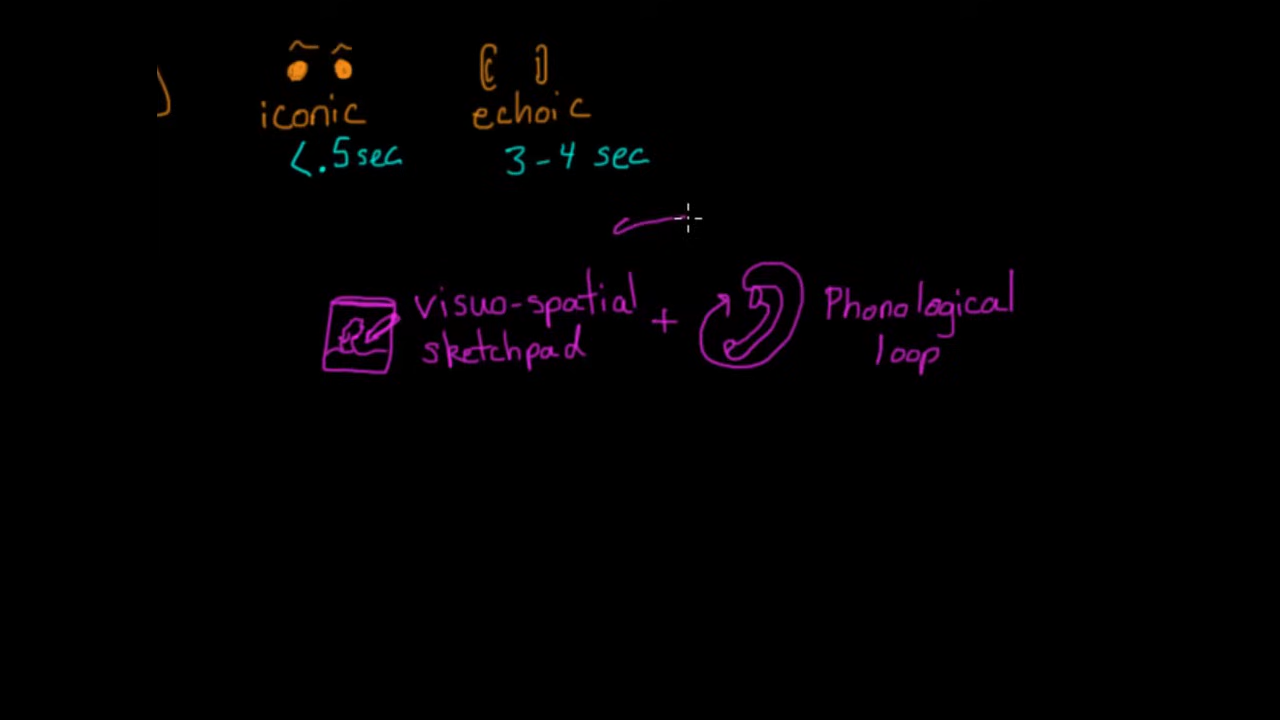 iconic echoic
<.5sec 3-4 sec
visuo-spatial + Phonological
sketchpad loop